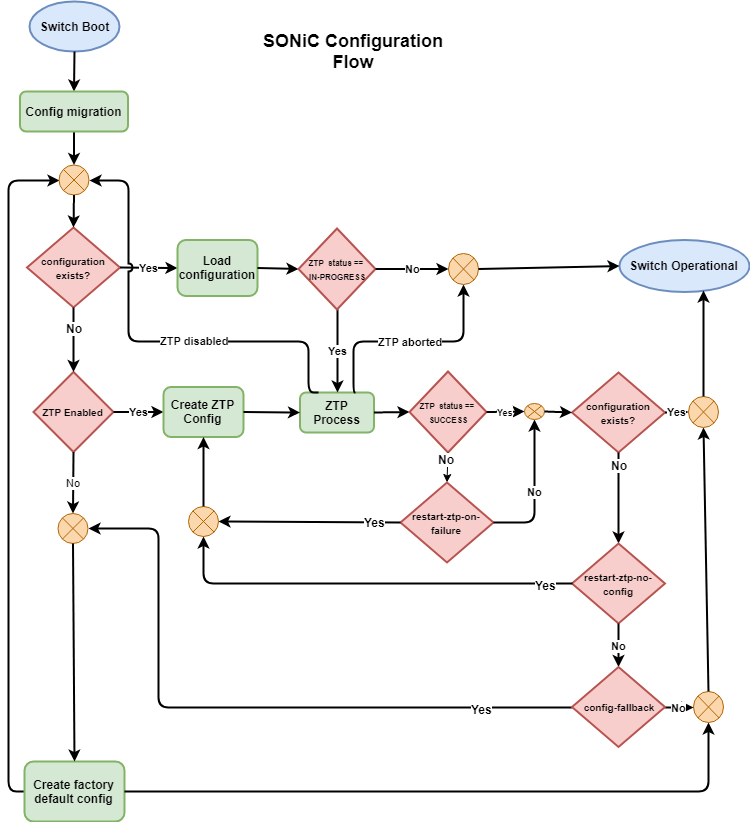 Switch Boot
SONiC Configuration
Flow
Config migration
configuration
exists?
Yes
Load
configuration
ZTP status ==
IN-PROGRESS
No
Switch Operational
No
ZTP disabled
Yes
ZTP aborted
ZTP Enabled
Yes
Create ZTP
Config
ZTP
Process
ZTP status ==
SUCCESS
Yes
configuration
exists?
Yes
No
No
No
No
restart-ztp-on-
failure
Yes
restart-ztp-no-
config
Yes
No
config-fallback
No
Yes
Create factory
default config